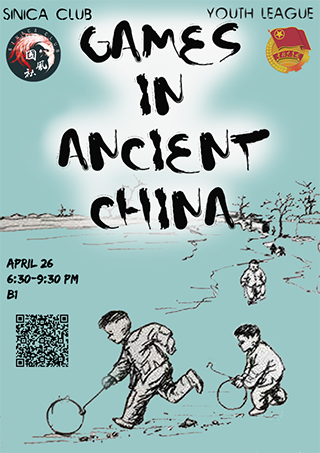 SINICA CLUB
YOUTH LEAGUE
GAMES
IN
ANCIENT
CHINA
APRIL 26
6:30-9:30 PM
B1